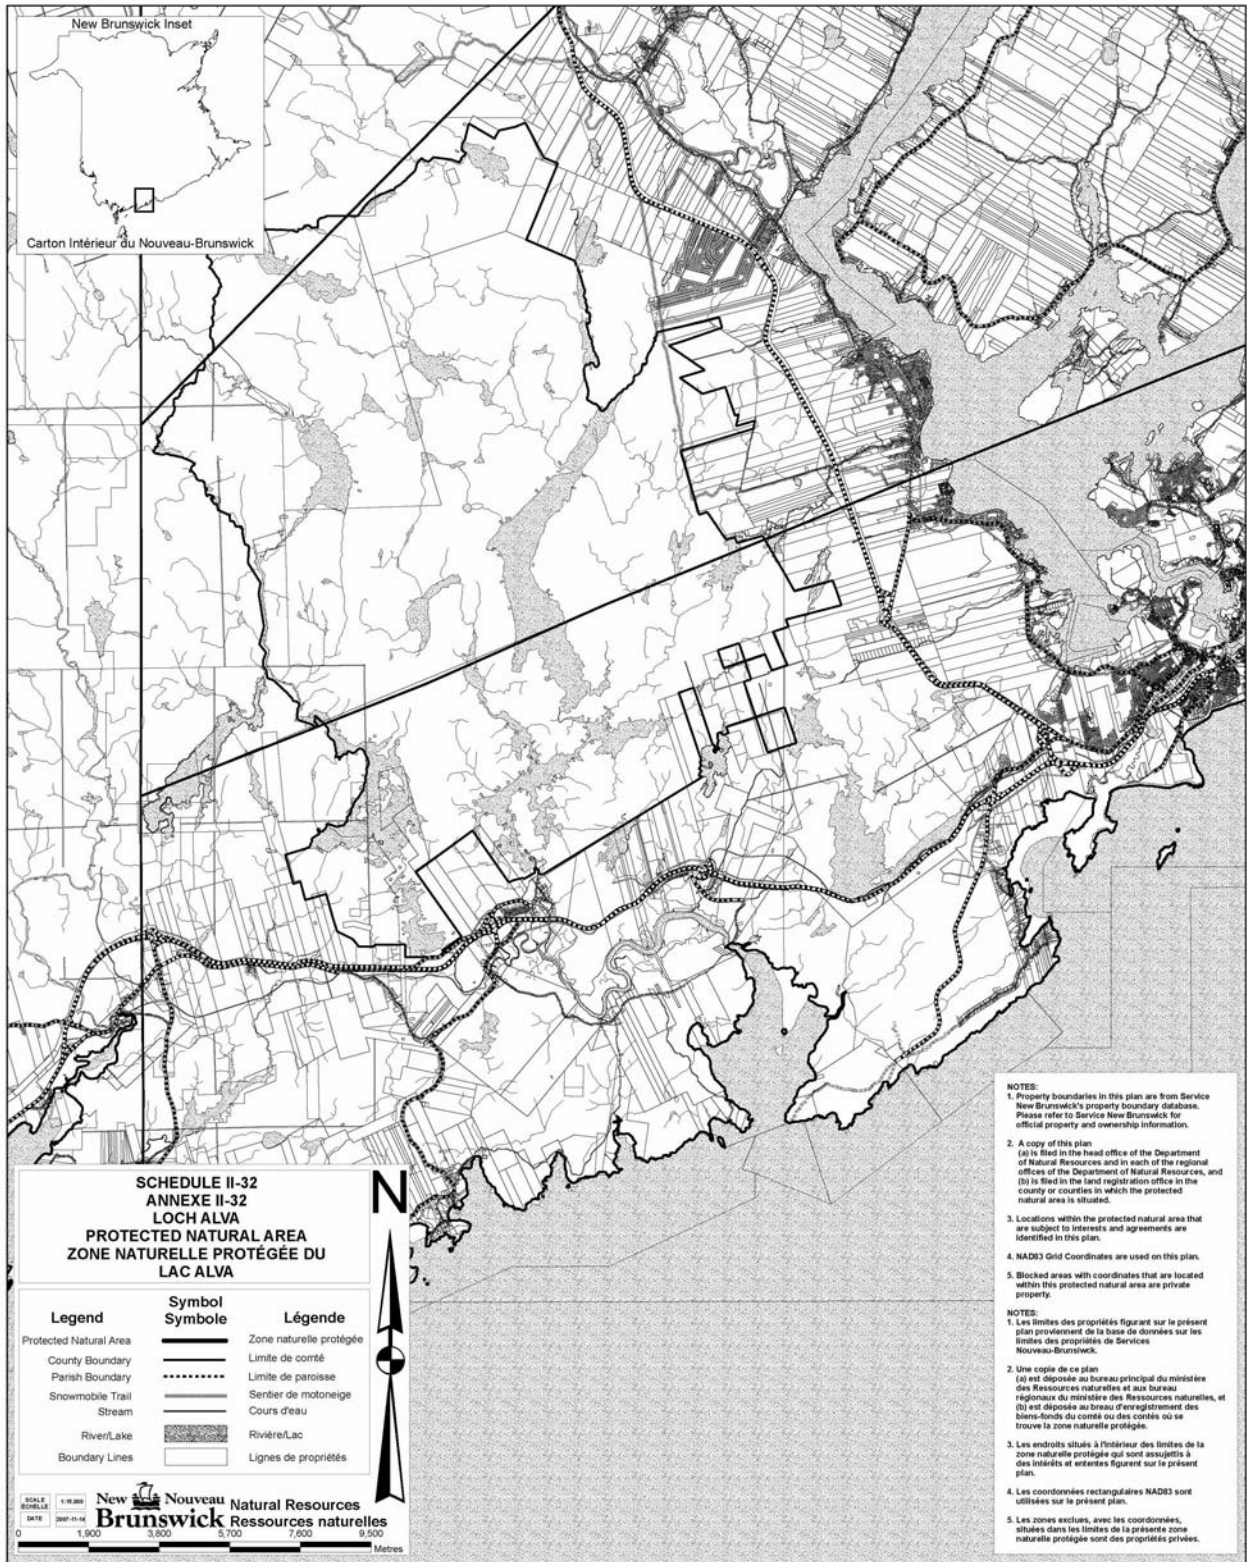 New Brunswick Inset
Carton Intérieur du Nouveau-Brunswick
SCHEDULE II-32
ANNEXE II-32
LOCH ALVA
PROTECTED NATURAL AREA
ZONE NATURELLE PROTÉGÉE DU
LAC ALVA
N
Legend
Symbol
Symbole
Légende
Protected Natural Area
Zone naturelle protégée
County Boundary
Limite de comté
Parish Boundary
Limite de paroisse
Snowmobile Trail
Sentier de motoneige
Stream
Cours d'eau
River/Lake
Rivière/Lac
Boundary Lines
Lignes de propriétés
SCALE
ÉCHELLE
DATE
2007-11-14
New Nouveau
Brunswick
Natural Resources
Ressources naturelles
0 1,900 3,800 5,700 7,600 9,500
Metres
NOTES:
1. Property boundaries in this plan are from Service
New Brunswick's property boundary database.
Please refer to Service New Brunswick for
official property and ownership information.
2. A copy of this plan
(a) is filed in the head office of the Department
of Natural Resources and in each of the regional
offices of the Department of Natural Resources, and
(b) is filed in the land registration office in the
county or counties in which the protected
natural area is situated.
3. Locations within the protected natural area that
are subject to interests and agreements are
identified in this plan.
4. NAD83 Grid Coordinates are used on this plan.
5. Blocked areas with coordinates that are located
within this protected natural area are private
property.
NOTES:
1. Les limites des propriétés figurant sur le présent
plan proviennent de la base de données sur les
limites des propriétés de Services
Nouveau-Brunsiwck.
2. Une copie de ce plan
(a) est déposée au bureau principal du ministère
des Ressources naturelles et aux bureau
régionaux du ministère des Ressources naturelles, et
(b) est déposée au breau d'enregistrement des
biens-fonds du comté ou des contés où se
trouve la zone naturelle protégée.
3. Les endroits situés à l'intérieur des limites de la
zone naturelle protégée qui sont assujettis à
des intérêts et ententes figurent sur le présent
plan.
4. Les coordonnées rectangulaires NAD83 sont
utilisées sur le présent plan.
5. Les zones exclues, avec les coordonnées,
situées dans les limites de la présente zone
naturelle protégée sont des propriétés privées.